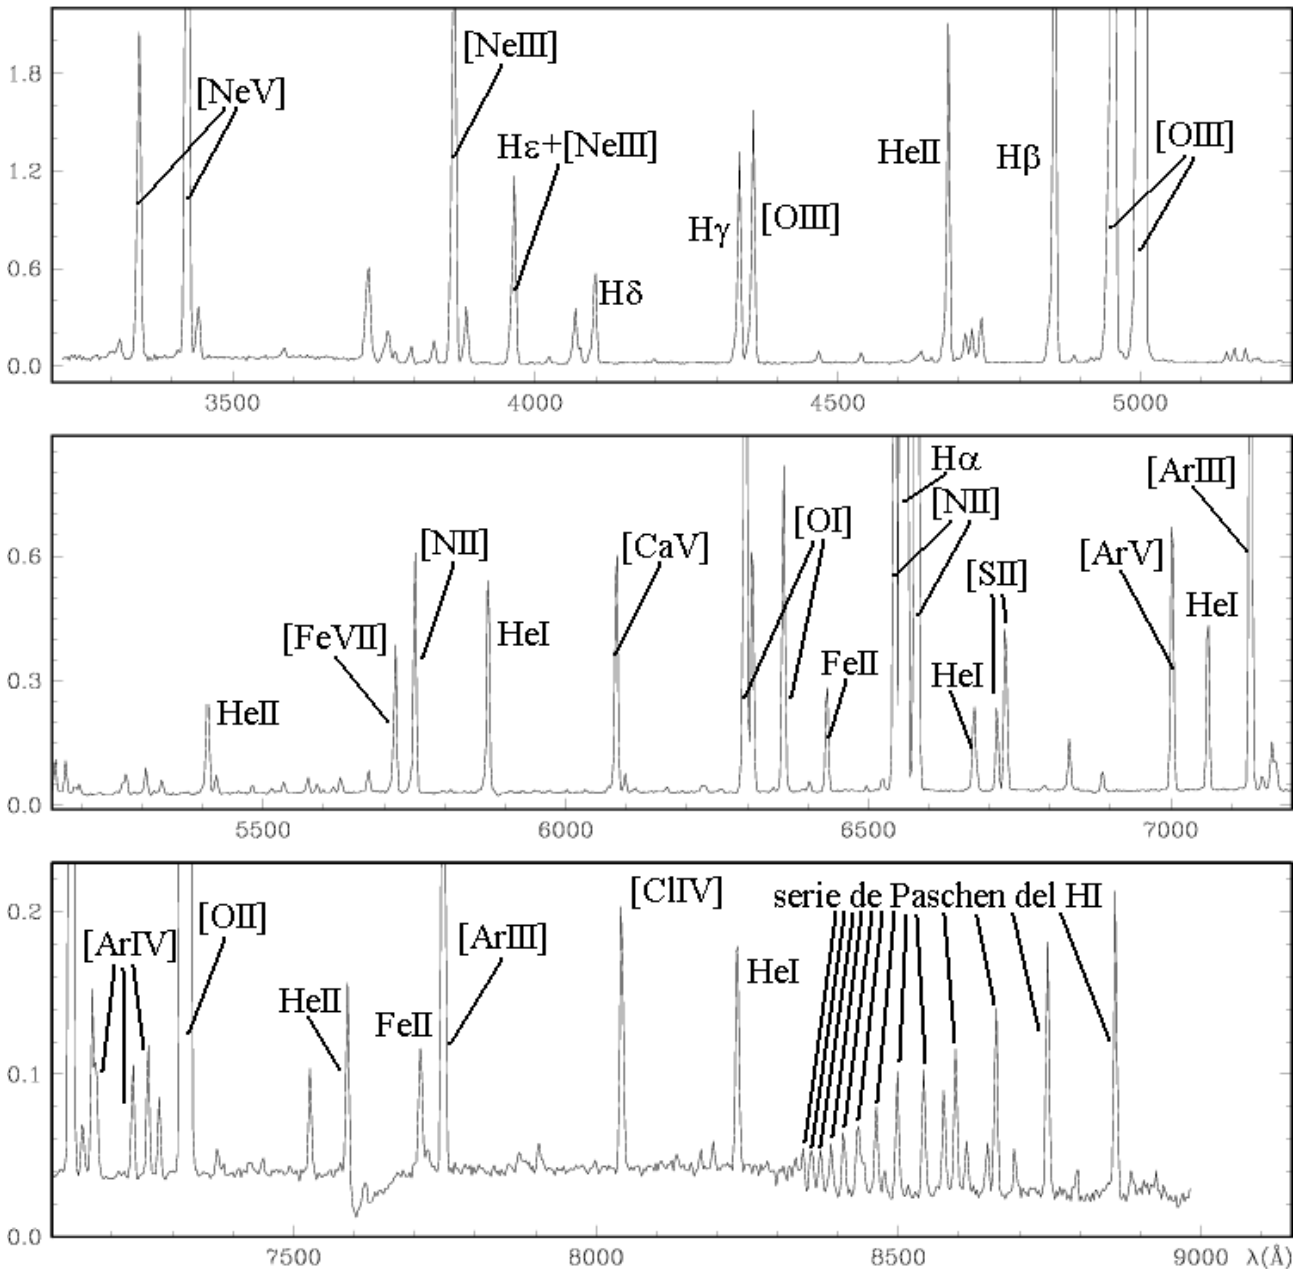 [NeIII]
1.8
[NeV]
Hε+[NeIII]
HeII
Hβ
[OIII]
1.2
Hγ
[OIII]
0.6
Hδ
0.0
3500 4000 4500 5000
Hα
[ArIII]
[NII]
[OI]
0.6
[NII]
[CaV]
[ArV]
[SII]
HeI
[FeVII]
HeI
FeII
HeI
0.3
HeII
0.0
5500 6000 6500 7000
[ClIV]
serie de Paschen del HI
0.2
[OII]
[ArIV]
[ArIII]
HeI
HeII
FeII
0.1
0.0
7500 8000 8500 9000 λ(Å)